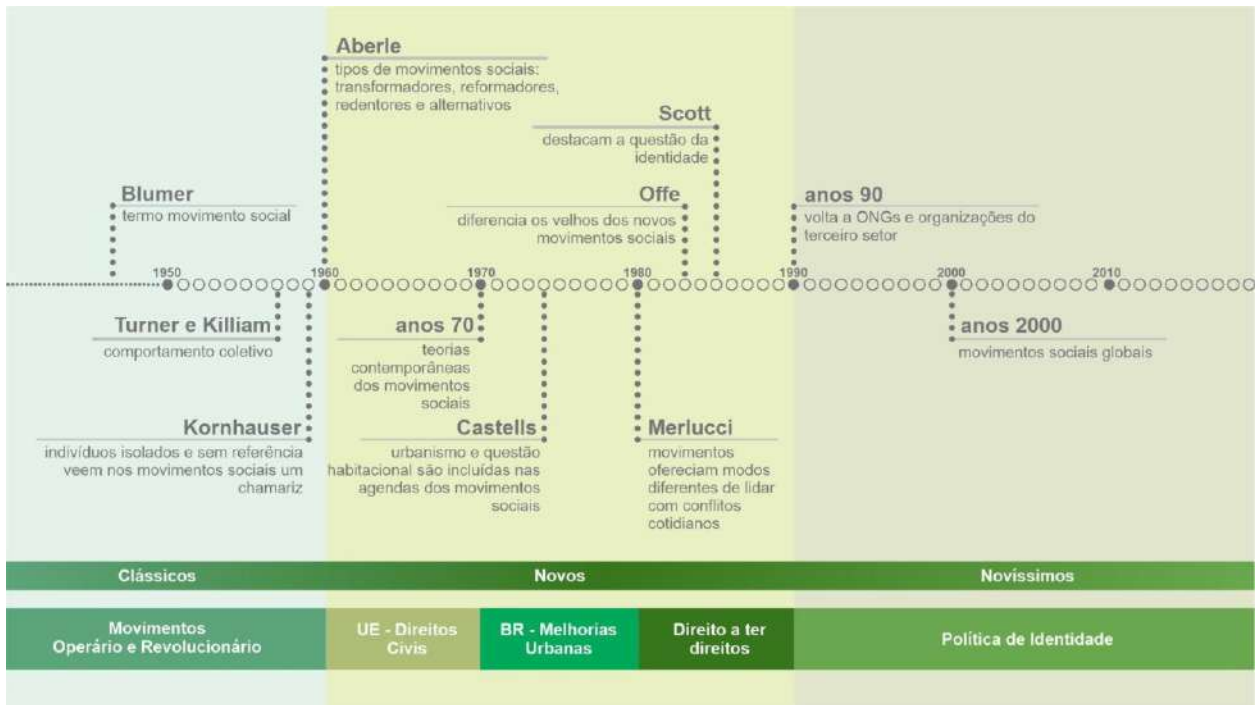 Aberle
tipos de movimentos sociais:
transformadores, reformadores,
redentores e alternativos
Scott
destacam a questão da
identidade
Blumer
termo movimento social
Offe
diferencia os velhos dos novos
movimentos sociais
anos 90
volta a ONGs e organizações do
terceiro setor
1950
1960
1970
1980
1990
2000
2010
Turner e Killiam
comportamento coletivo
anos 70
teorias
contemporâneas
dos movimentos
sociais
anos 2000
movimentos sociais globais
Kornhauser
indivíduos isolados e sem referência
veem nos movimentos sociais um
chamariz
Castells
urbanismo e questão
habitacional são incluídas nas
agendas dos movimentos
sociais
Merlucci
movimentos
ofereciam modos
diferentes de lidar
com conflitos
cotidianos
Clássicos
Novos
Novíssimos
Movimentos
Operário e Revolucionário
UE - Direitos
Civis
BR - Melhorias
Urbanas
Direito a ter
direitos
Política de Identidade